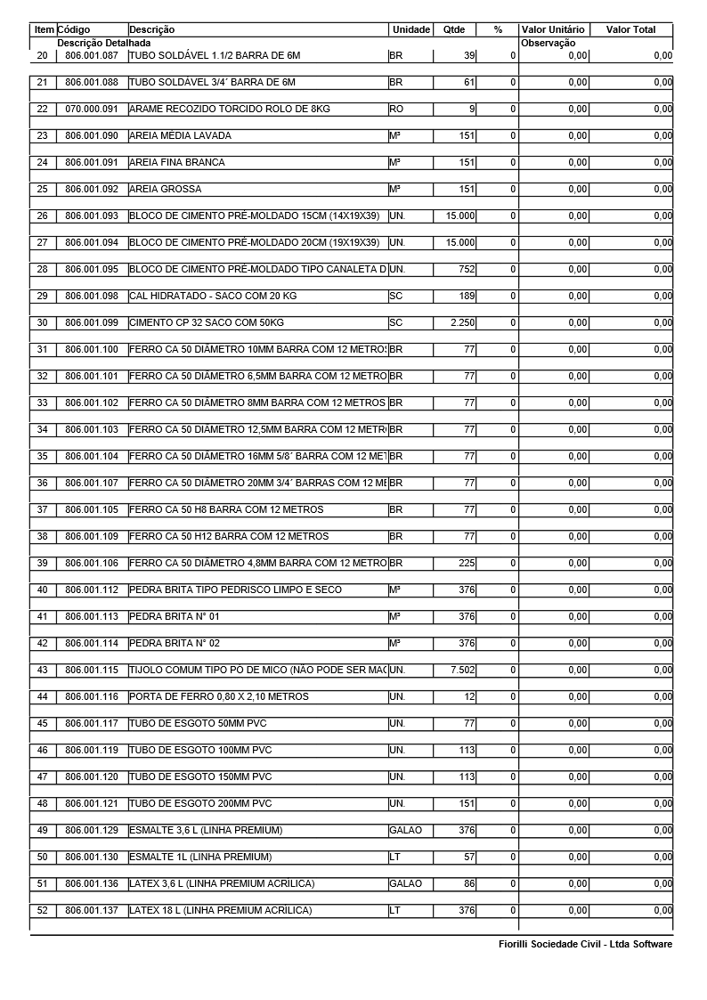 Item Código Descrição Unidade Qtde % Valor Unitário Valor Total
Descrição Detalhada Observação
20 806.001.087 TUBO SOLDÁVEL 1.1/2 BARRA DE 6M BR 39 0 0,00 0,00
21 806.001.088 TUBO SOLDÁVEL 3/4´ BARRA DE 6M BR 61 0 0,00 0,00
22 070.000.091 ARAME RECOZIDO TORCIDO ROLO DE 8KG RO 9 0 0,00 0,00
23 806.001.090 AREIA MÉDIA LAVADA M³ 151 0 0,00 0,00
24 806.001.091 AREIA FINA BRANCA M³ 151 0 0,00 0,00
25 806.001.092 AREIA GROSSA M³ 151 0 0,00 0,00
26 806.001.093 BLOCO DE CIMENTO PRÉ-MOLDADO 15CM (14X19X39) UN. 15.000 0 0,00 0,00
27 806.001.094 BLOCO DE CIMENTO PRÉ-MOLDADO 20CM (19X19X39) UN. 15.000 0 0,00 0,00
28 806.001.095 BLOCO DE CIMENTO PRÉ-MOLDADO TIPO CANALETA D UN. 752 0 0,00 0,00
29 806.001.098 CAL HIDRATADO - SACO COM 20 KG SC 189 0 0,00 0,00
30 806.001.099 CIMENTO CP 32 SACO COM 50KG SC 2.250 0 0,00 0,00
31 806.001.100 FERRO CA 50 DIÂMETRO 10MM BARRA COM 12 METROS BR 77 0 0,00 0,00
32 806.001.101 FERRO CA 50 DIÂMETRO 6,5MM BARRA COM 12 METRO BR 77 0 0,00 0,00
33 806.001.102 FERRO CA 50 DIÂMETRO 8MM BARRA COM 12 METROS BR 77 0 0,00 0,00
34 806.001.103 FERRO CA 50 DIÂMETRO 12,5MM BARRA COM 12 METR BR 77 0 0,00 0,00
35 806.001.104 FERRO CA 50 DIÂMETRO 16MM 5/8´ BARRA COM 12 MET BR 77 0 0,00 0,00
36 806.001.107 FERRO CA 50 DIÂMETRO 20MM 3/4´ BARRAS COM 12 ME BR 77 0 0,00 0,00
37 806.001.105 FERRO CA 50 H8 BARRA COM 12 METROS BR 77 0 0,00 0,00
38 806.001.109 FERRO CA 50 H12 BARRA COM 12 METROS BR 77 0 0,00 0,00
39 806.001.106 FERRO CA 50 DIÂMETRO 4,8MM BARRA COM 12 METRO BR 225 0 0,00 0,00
40 806.001.112 PEDRA BRITA TIPO PEDRISCO LIMPO E SECO M³ 376 0 0,00 0,00
41 806.001.113 PEDRA BRITA N° 01 M³ 376 0 0,00 0,00
42 806.001.114 PEDRA BRITA N° 02 M³ 376 0 0,00 0,00
43 806.001.115 TIJOLO COMUM TIPO PÓ DE MICO (NÃO PODE SER MAC UN. 7.502 0 0,00 0,00
44 806.001.116 PORTA DE FERRO 0,80 X 2,10 METROS UN. 12 0 0,00 0,00
45 806.001.117 TUBO DE ESGOTO 50MM PVC UN. 77 0 0,00 0,00
46 806.001.119 TUBO DE ESGOTO 100MM PVC UN. 113 0 0,00 0,00
47 806.001.120 TUBO DE ESGOTO 150MM PVC UN. 113 0 0,00 0,00
48 806.001.121 TUBO DE ESGOTO 200MM PVC UN. 151 0 0,00 0,00
49 806.001.129 ESMALTE 3,6 L (LINHA PREMIUM) GALAO 376 0 0,00 0,00
50 806.001.130 ESMALTE 1L (LINHA PREMIUM) LT 57 0 0,00 0,00
51 806.001.136 LATEX 3,6 L (LINHA PREMIUM ACRÍLICA) GALAO 86 0 0,00 0,00
52 806.001.137 LATEX 18 L (LINHA PREMIUM ACRÍLICA) LT 376 0 0,00 0,00
Fiorilli Sociedade Civil - Ltda Software